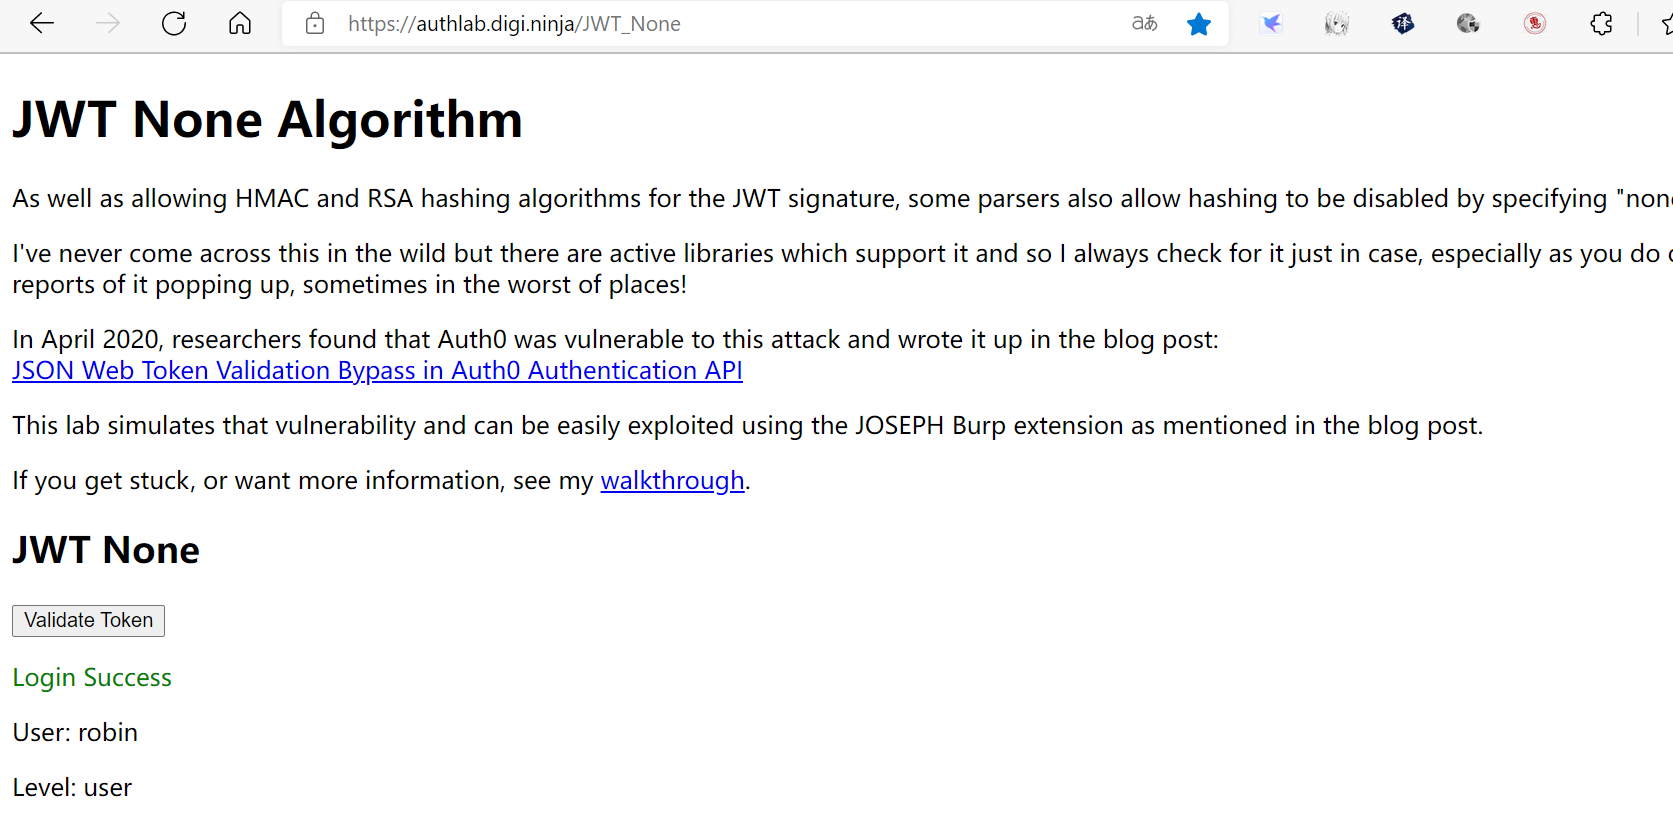 https://authlab.digi.ninja/JWT_None
JWT None Algorithm
As well as allowing HMAC and RSA hashing algorithms for the JWT signature, some parsers also allow hashing to be disabled by specifying
I've never come across this in the wild but there are active libraries which support it and so I always check for it just in case, especially as you do
reports of it popping up, sometimes in the worst of places!
In April 2020, researchers found that Auth0 was vulnerable to this attack and wrote it up in the blog post:
JSON Web Token Validation Bypass in Auth0 Authentication API
This lab simulates that vulnerability and can be easily exploited using the JOSEPH Burp extension as mentioned in the blog post.
If you get stuck, or want more information, see my walkthrough.
JWT None
Validate Token
Login Success
User: robin
Level: user